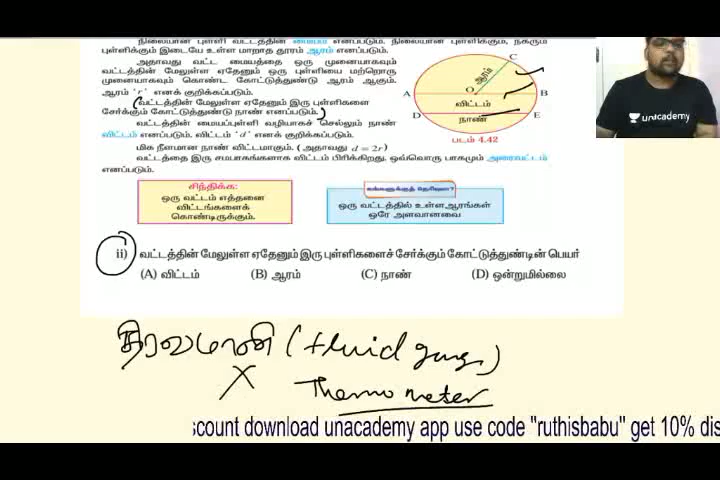 நிலையான புள்ளி வட்டத்தின் மையம் எனப்படும். நிலையான புள்ளிக்கும், நகரும்
புள்ளிக்கும் இடையே உள்ள மாறாத தூரம் ஆரம் எனப்படும்.
அதாவது வட்ட மையத்தை ஒரு முனையாகவும்
வட்டத்தின் மேலுள்ள ஏதேனும் ஒரு புள்ளியை மற்றொரு
முனையாகவும் கொண்ட கோட்டுத்துண்டு ஆரம் ஆகும்.
ஆரம் 'r' எனக் குறிக்கப்படும்.
(வட்டத்தின் மேலுள்ள ஏதேனும் இரு புள்ளிகளை
சேர்க்கும் கோட்டுத்துண்டு நாண் எனப்படும்.)
வட்டத்தின் மையப்புள்ளி வழியாகச் செல்லும் நாண்
விட்டம் எனப்படும். விட்டம் 'd' எனக் குறிக்கப்படும்.
மிக நீளமான நாண் விட்டமாகும். (அதாவது d = 2r)
வட்டத்தை இரு சமபாகங்களாக விட்டம் பிரிக்கிறது. ஒவ்வொரு பாகமும் அரைவட்டம்
எனப்படும்.
C
ஆரம்
O
A
B
விட்டம்
D
E
நாண்
படம் 4.42
unacademy
சிந்திக்க:
ஒரு வட்டம் எத்தனை
விட்டங்களைக்
கொண்டிருக்கும்.
உங்களுக்குத் தெரியுமா?
ஒரு வட்டத்தில் உள்ள ஆரங்கள்
ஒரே அளவானவை
ii) வட்டத்தின் மேலுள்ள ஏதேனும் இரு புள்ளிகளைச் சேர்க்கும் கோட்டுத்துண்டின் பெயர்
(A) விட்டம் (B) ஆரம் (C) நாண் (D) ஒன்றுமில்லை
திரவமானி (fluid
X Thermometer
scount download unacademy app use code "ruthisbabu" get 10% dis